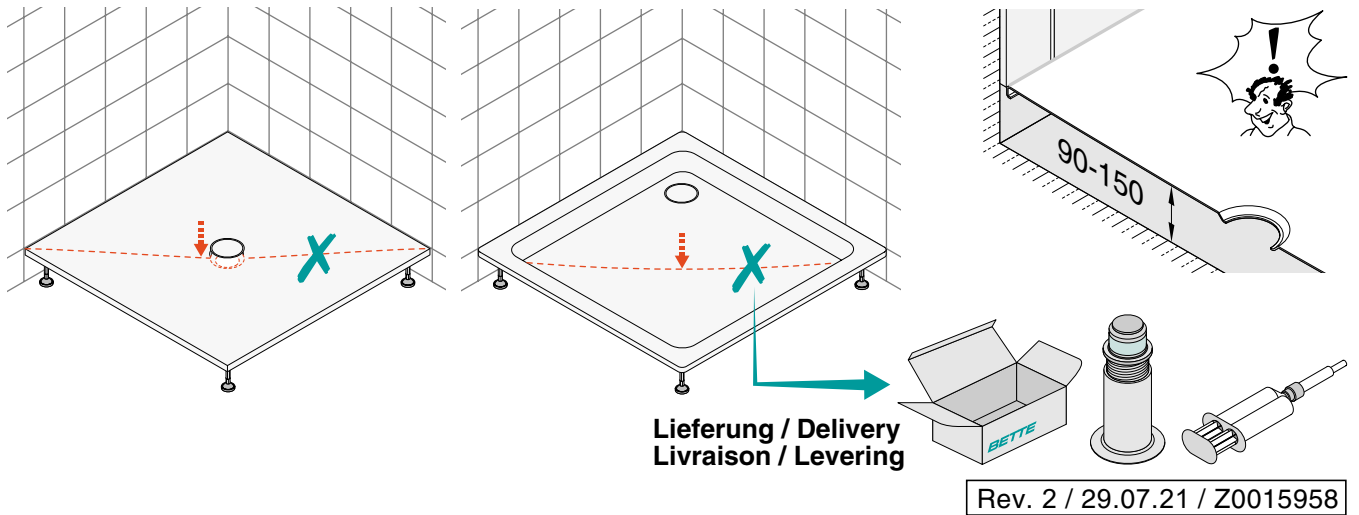 !
90-150
Lieferung / Delivery
Livraison / Levering
BETTE
Rev. 2 / 29.07.21 / Z0015958